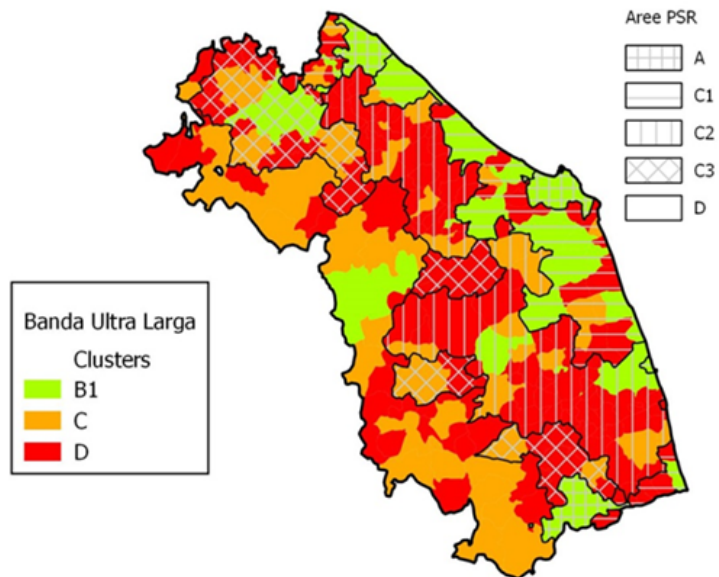 Aree PSR
A
C1
C2
C3
D
Banda Ultra Larga
Clusters
B1
C
D